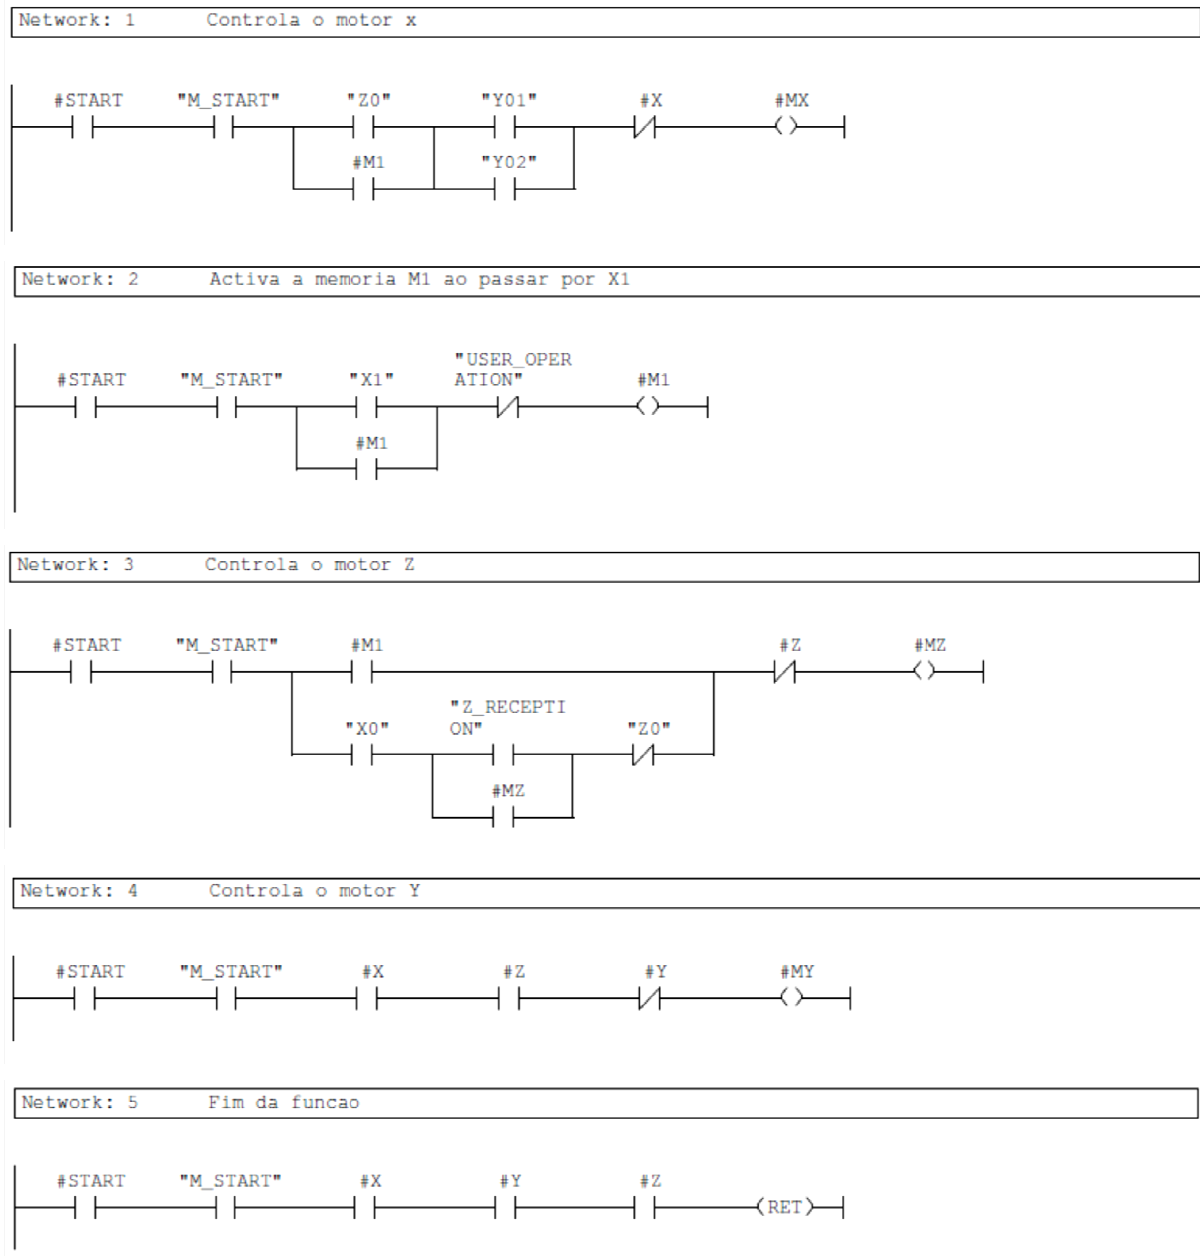 Network: 1 Controla o motor x
#START "M_START" "Z0" "Y01" #X #MX
#M1 "Y02"
Network: 2 Activa a memoria M1 ao passar por X1
"USER_OPER
#START "M_START" "X1" ATION" #M1
#M1
Network: 3 Controla o motor Z
#START "M_START" #M1 #Z #MZ
"Z_RECEPTI
"X0" ON" "Z0"
#MZ
Network: 4 Controla o motor Y
#START "M_START" #X #Z #Y #MY
Network: 5 Fim da funcao
#START "M_START" #X #Y #Z
(RET)